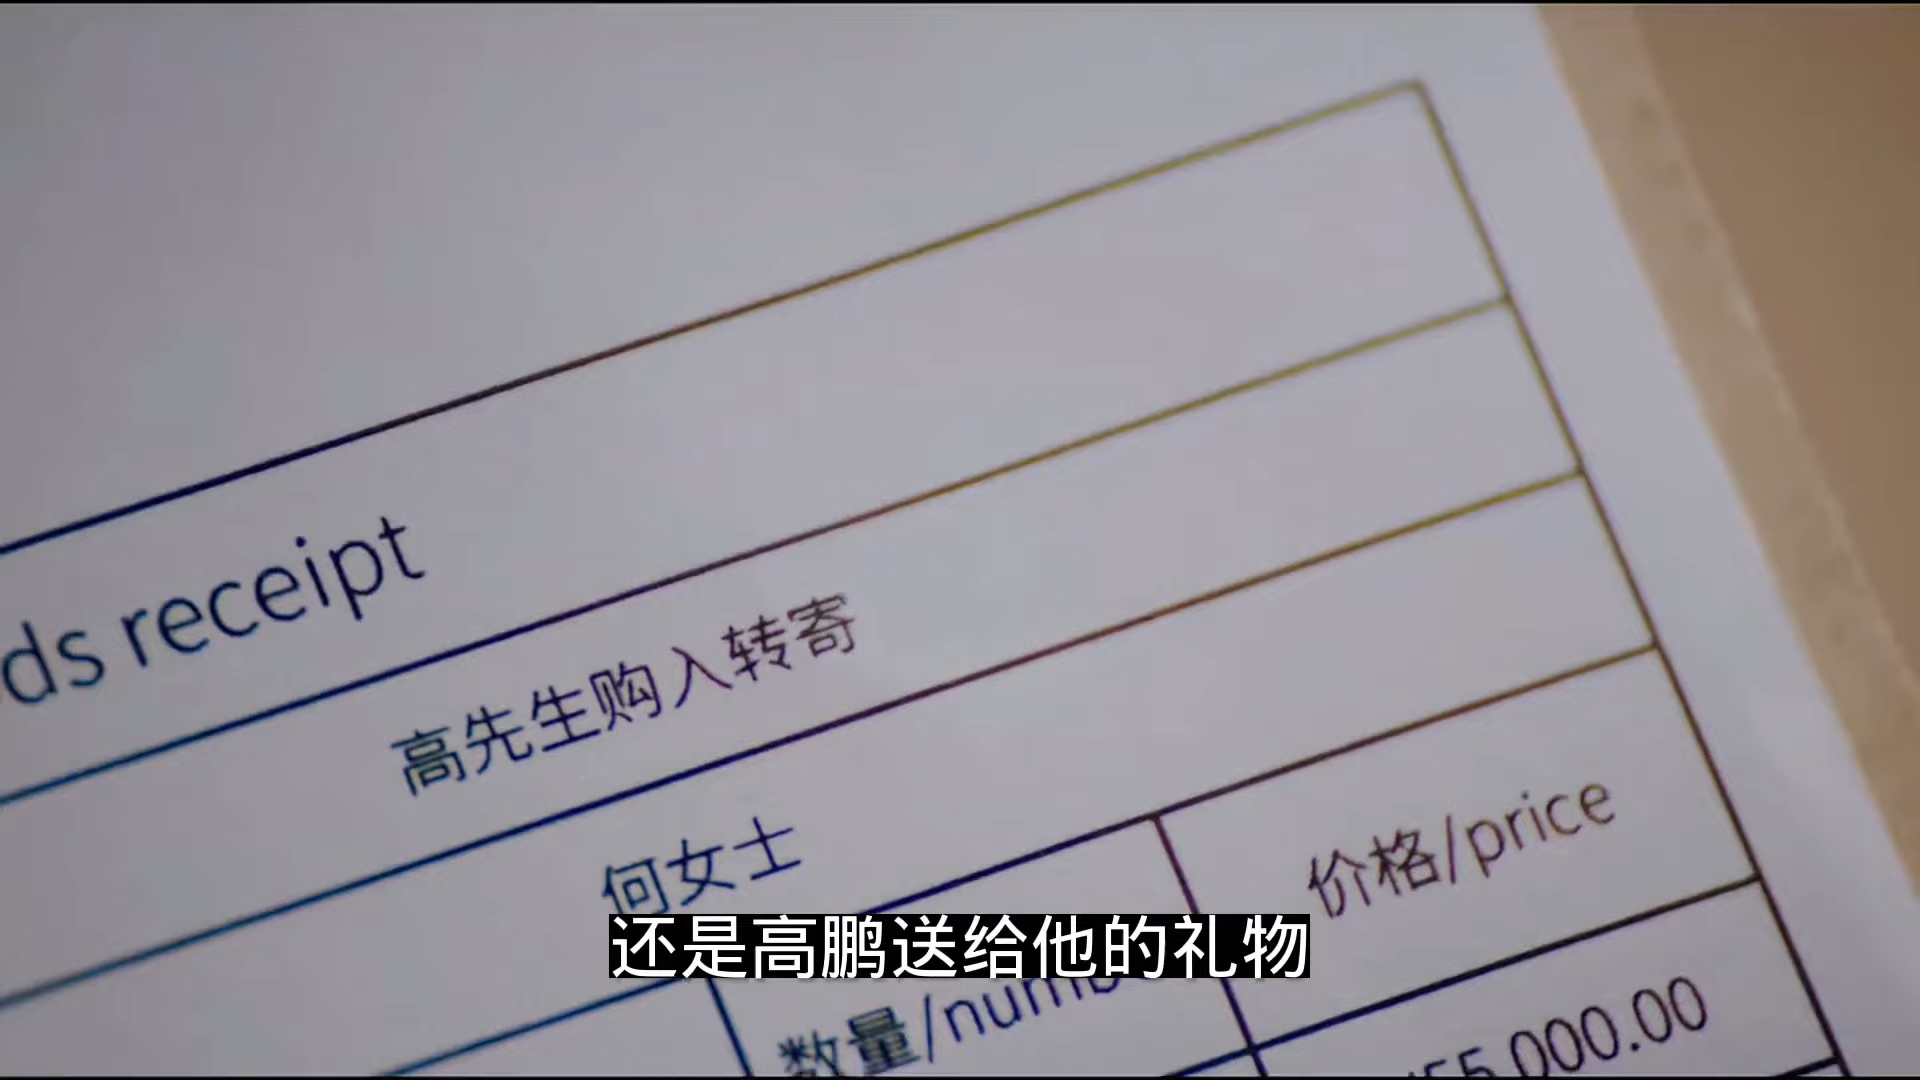 ds receipt
高先生购入转寄
何女士
价格/price
还是高鹏送给他的礼物
数量/numb
55,000.00